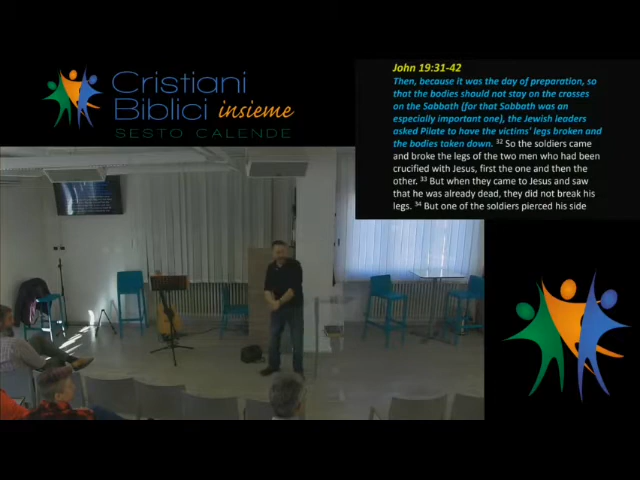 Cristiani
Biblici insieme
SESTO CALENDE
John 19:31-42
Then, because it was the day of preparation, so
that the bodies should not stay on the crosses
on the Sabbath (for that Sabbath was an
especially important one), the Jewish leaders
asked Pilate to have the victims' legs broken and
the bodies taken down. 32 So the soldiers came
and broke the legs of the two men who had been
crucified with Jesus, first the one and then the
other. 33 But when they came to Jesus and saw
that he was already dead, they did not break his
legs. 34 But one of the soldiers pierced his side